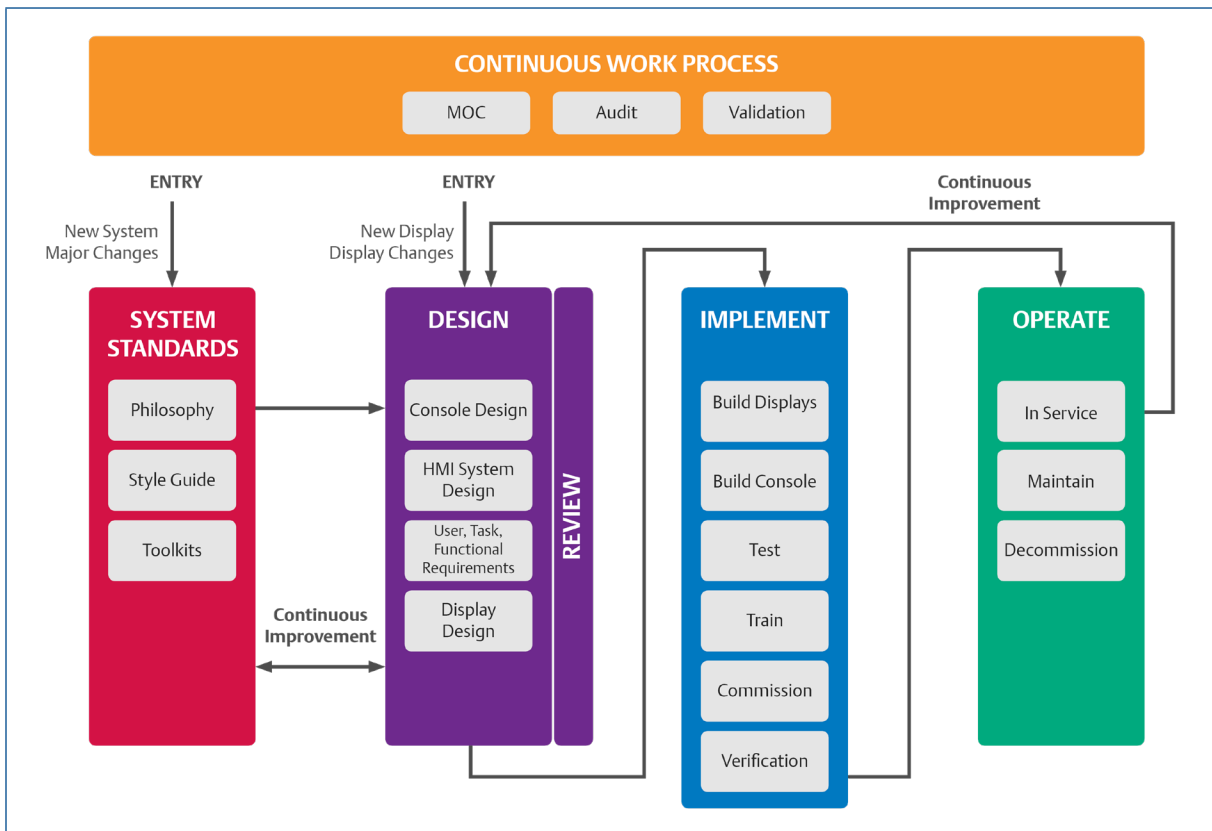 CONTINUOUS WORK PROCESS
MOC
Audit
Validation
ENTRY
New System
Major Changes
ENTRY
New Display
Display Changes
Continuous
Improvement
SYSTEM
STANDARDS
Philosophy
Style Guide
Toolkits
Continuous
Improvement
DESIGN
Console Design
HMI System
Design
User, Task,
Functional
Requirements
Display
Design
REVIEW
IMPLEMENT
Build Displays
Build Console
Test
Train
Commission
Verification
OPERATE
In Service
Maintain
Decommission